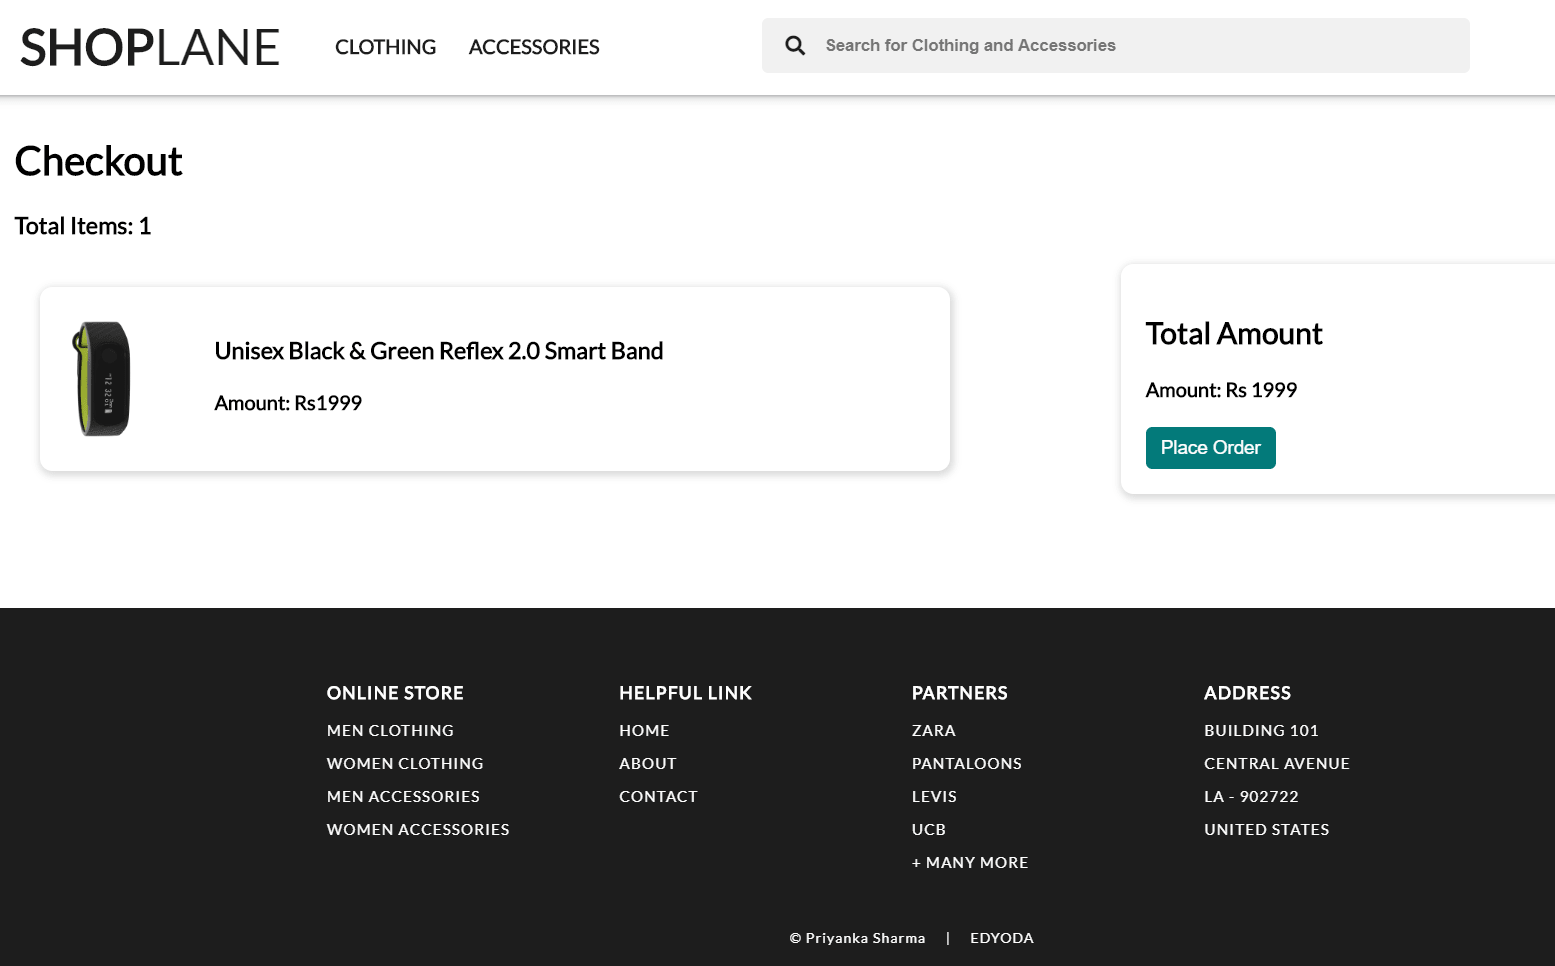 SHOPLANE
CLOTHING
ACCESSORIES
Search for Clothing and Accessories
Checkout
Total Items: 1
Unisex Black & Green Reflex 2.0 Smart Band
Amount: Rs1999
Total Amount
Amount: Rs 1999
Place Order
ONLINE STORE
MEN CLOTHING
WOMEN CLOTHING
MEN ACCESSORIES
WOMEN ACCESSORIES
HELPFUL LINK
HOME
ABOUT
CONTACT
PARTNERS
ZARA
PANTALOONS
LEVIS
UCB
+ MANY MORE
ADDRESS
BUILDING 101
CENTRAL AVENUE
LA - 902722
UNITED STATES
© Priyanka Sharma | EDYODA